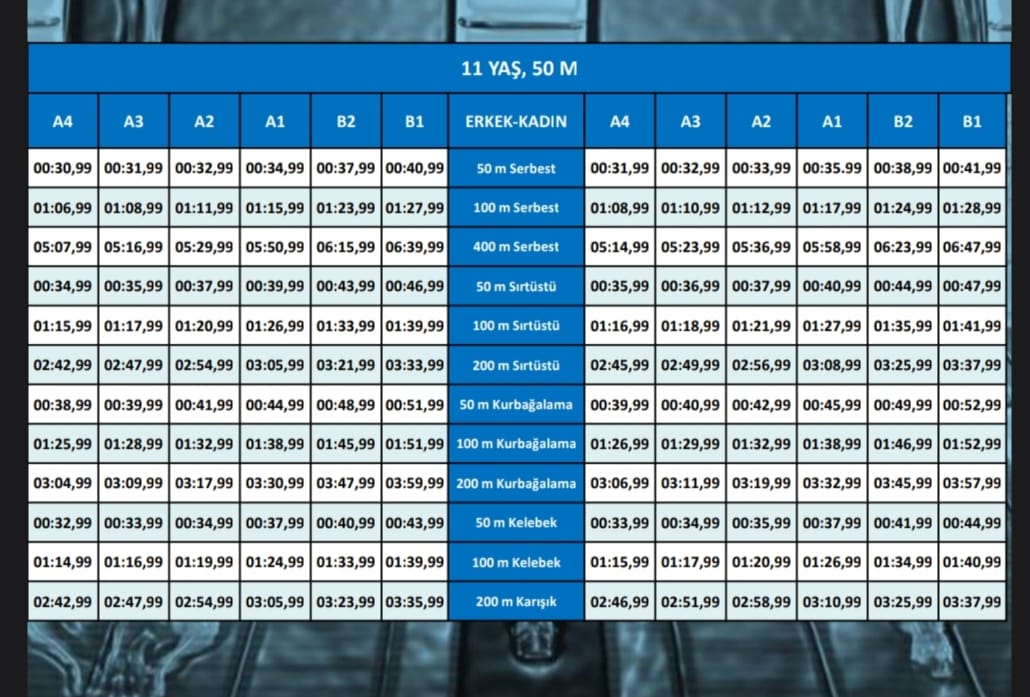 11 YAŞ, 50 M
A4 A3 A2 A1 B2 B1 ERKEK-KADIN A4 A3 A2 A1 B2 B1
00:30,99 00:31,99 00:32,99 00:34,99 00:37,99 00:40,99 50 m Serbest 00:31,99 00:32,99 00:33,99 00:35.99 00:38,99 00:41,99
01:06,99 01:08,99 01:11,99 01:15,99 01:23,99 01:27,99 100 m Serbest 01:08,99 01:10,99 01:12,99 01:17,99 01:24,99 01:28,99
05:07,99 05:16,99 05:29,99 05:50,99 06:15,99 06:39,99 400 m Serbest 05:14,99 05:23,99 05:36,99 05:58,99 06:23,99 06:47,99
00:34,99 00:35,99 00:37,99 00:39,99 00:43,99 00:46,99 50 m Sırtüstü 00:35,99 00:36,99 00:37,99 00:40,99 00:44,99 00:47,99
01:15,99 01:17,99 01:20,99 01:26,99 01:33,99 01:39,99 100 m Sırtüstü 01:16,99 01:18,99 01:21,99 01:27,99 01:35,99 01:41,99
02:42,99 02:47,99 02:54,99 03:05,99 03:21,99 03:33,99 200 m Sırtüstü 02:45,99 02:49,99 02:56,99 03:08,99 03:25,99 03:37,99
00:38,99 00:39,99 00:41,99 00:44,99 00:48,99 00:51,99 50 m Kurbağalama 00:39,99 00:40,99 00:42,99 00:45,99 00:49,99 00:52,99
01:25,99 01:28,99 01:32,99 01:38,99 01:45,99 01:51,99 100 m Kurbağalama 01:26,99 01:29,99 01:32,99 01:38,99 01:46,99 01:52,99
03:04,99 03:09,99 03:17,99 03:30,99 03:47,99 03:59,99 200 m Kurbağalama 03:06,99 03:11,99 03:19,99 03:32,99 03:45,99 03:57,99
00:32,99 00:33,99 00:34,99 00:37,99 00:40,99 00:43,99 50 m Kelebek 00:33,99 00:34,99 00:35,99 00:37,99 00:41,99 00:44,99
01:14,99 01:16,99 01:19,99 01:24,99 01:33,99 01:39,99 100 m Kelebek 01:15,99 01:17,99 01:20,99 01:26,99 01:34,99 01:40,99
02:42,99 02:47,99 02:54,99 03:05,99 03:23,99 03:35,99 200 m Karışık 02:46,99 02:51,99 02:58,99 03:10,99 03:25,99 03:37,99